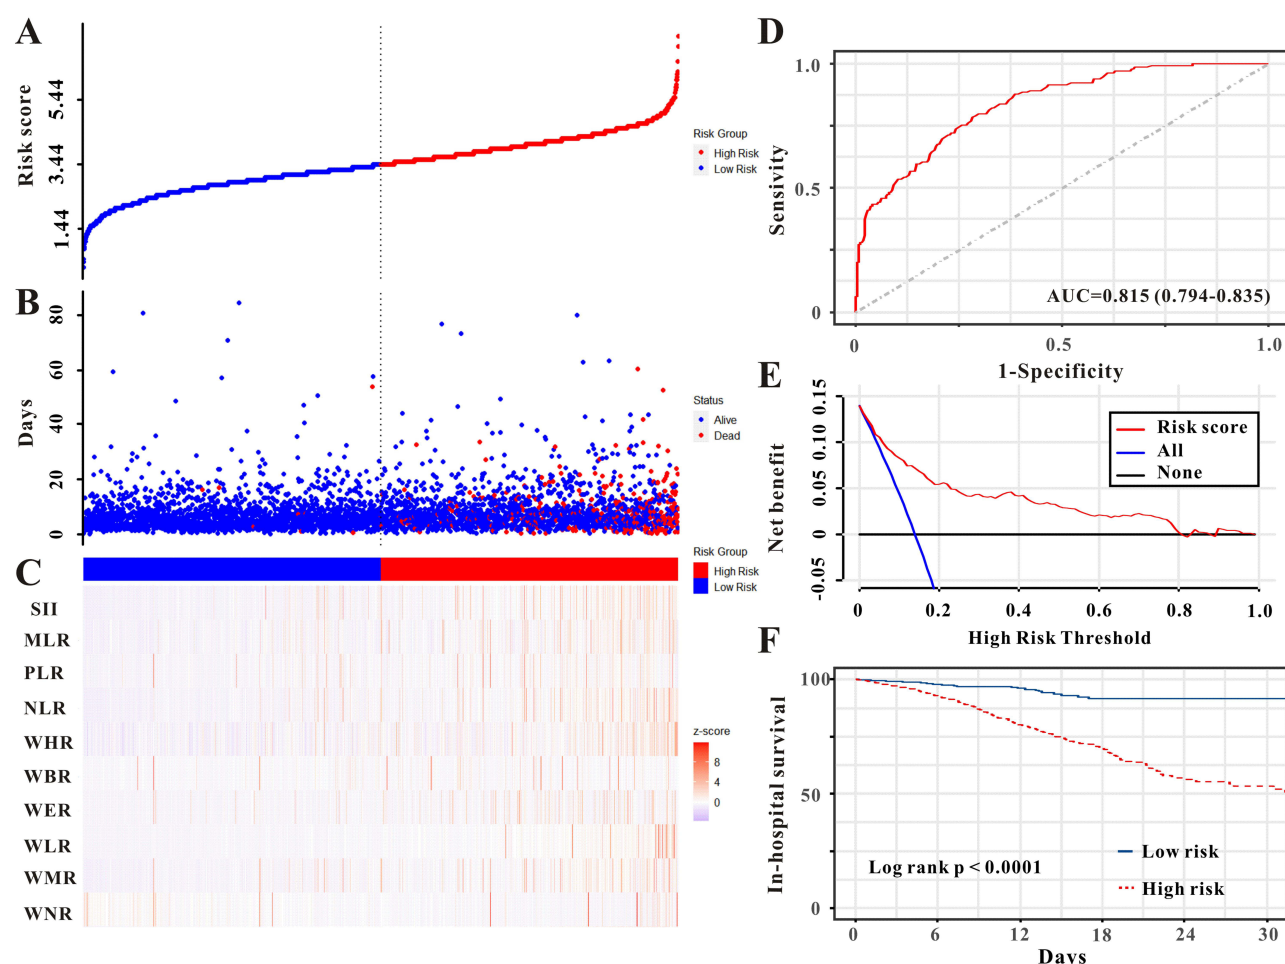 A
Risk score
5.44
3.44
1.44
Risk Group
High Risk
Low Risk
B
Days
80
60
40
20
0
Status
Alive
Dead
C
Risk Group
High Risk
Low Risk
SII
MLR
PLR
NLR
WHR
WBR
WER
WLR
WMR
WNR
z-score
8
4
0
D
Sensivity
1.0
0.5
0
AUC=0.815 (0.794-0.835)
0
0.5
1.0
1-Specificity
E
Net benefit
0.15
0.10
0.05
0
-0.05
Risk score
All
None
0
0.2
0.4
0.6
0.8
1.0
High Risk Threshold
F
In-hospital survival
100
50
0
Log rank p < 0.0001
Low risk
High risk
0
6
12
18
24
30
Days